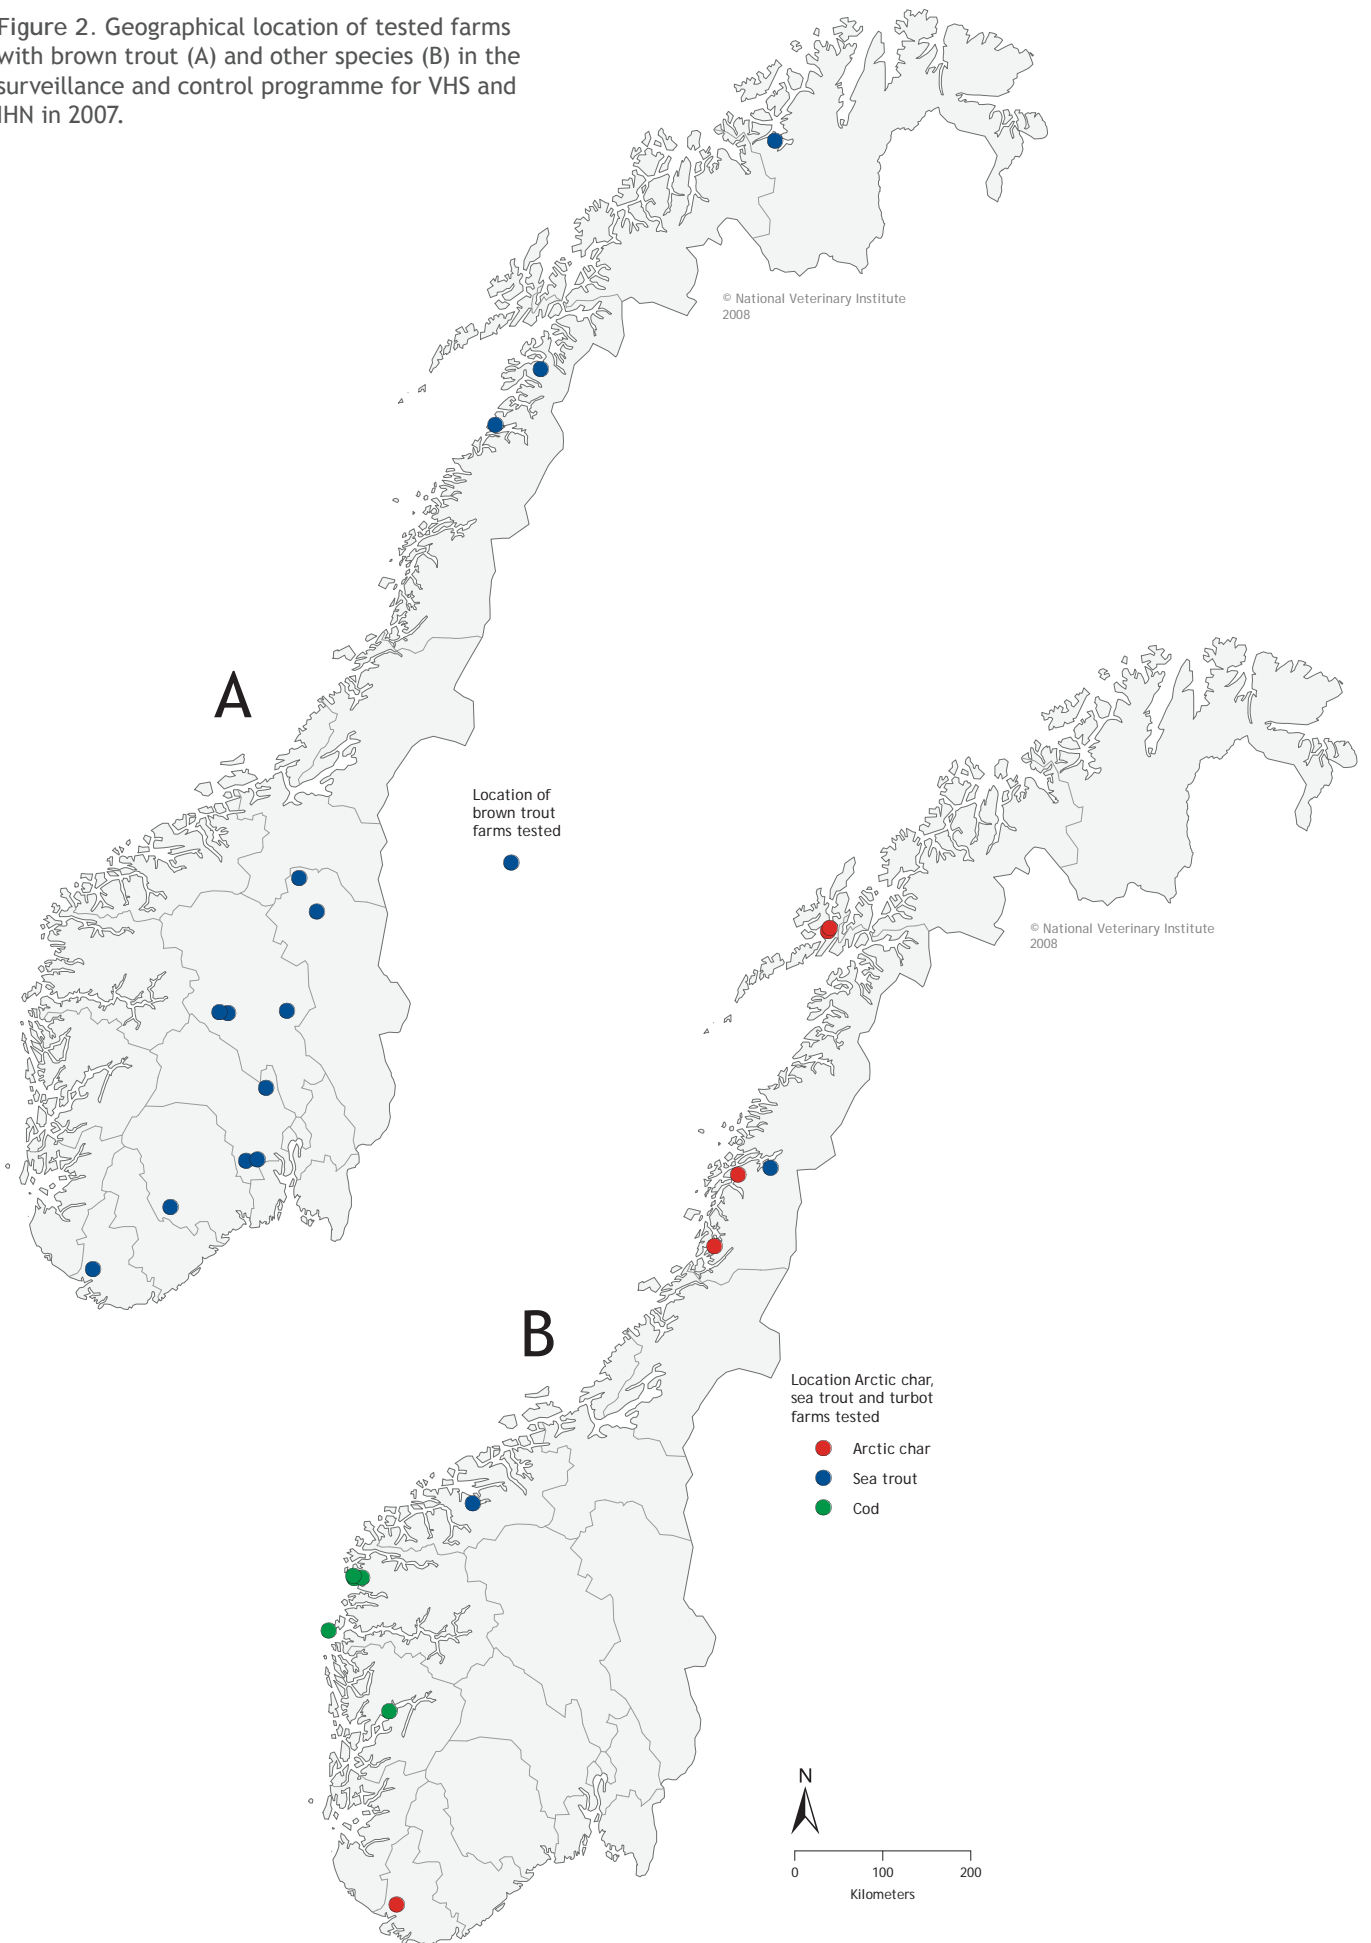 Figure 2. Geographical location of tested farms
with brown trout (A) and other species (B) in the
surveillance and control programme for VHS and
IHN in 2007.
© National Veterinary Institute
2008
A
Location of
brown trout
farms tested
© National Veterinary Institute
2008
B
Location Arctic char,
sea trout and turbot
farms tested
Arctic char
Sea trout
Cod
N
0 100 200
Kilometers